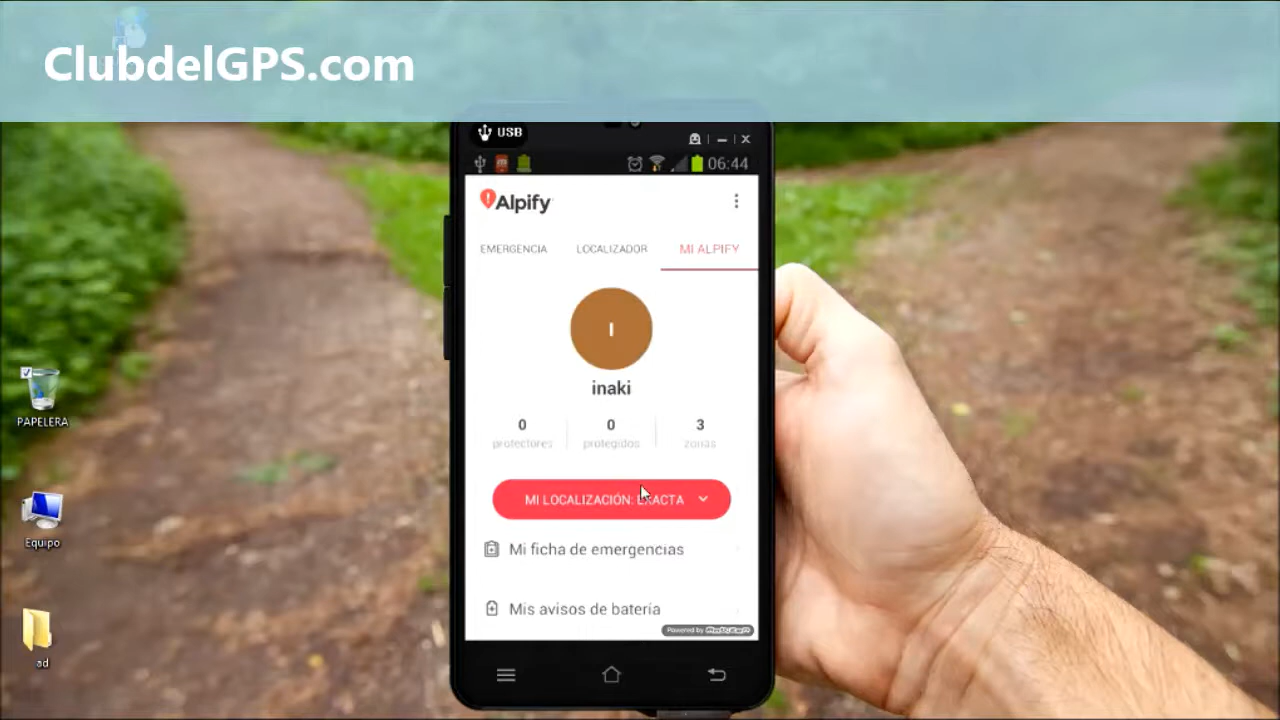 ClubdelGPS.com
USB
06:44
Alpify
EMERGENCIA
LOCALIZADOR
MI ALPIFY
I
inaki
0
0
3
protectores
protegidos
zonas
MI LOCALIZACIÓN: EXACTA
Mi ficha de emergencias
Mis avisos de batería
Powered by
PAPELERA
Equipo
ad